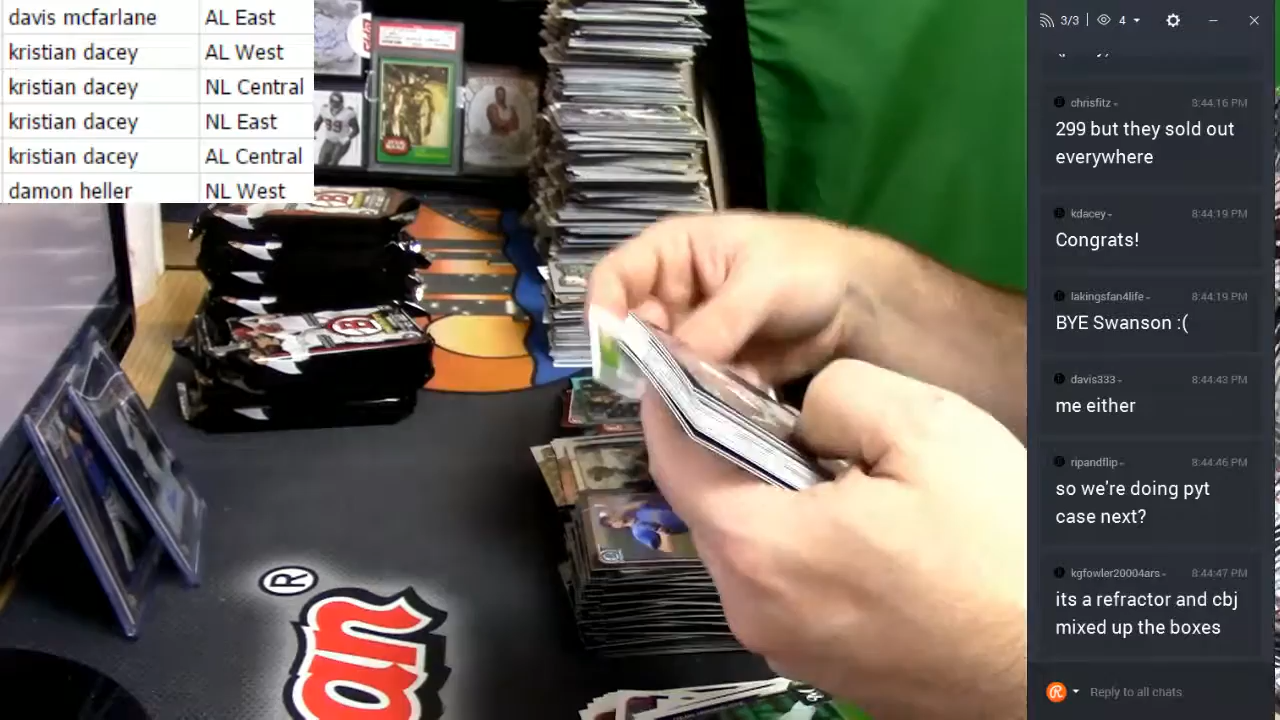 davis mcfarlane AL East
kristian dacey AL West
kristian dacey NL Central
kristian dacey NL East
kristian dacey AL Central
damon heller NL West
3/3 4
chrisfitz 8:44:16 PM
299 but they sold out
everywhere
kdacey 8:44:19 PM
Congrats!
lakingsfan4life 8:44:19 PM
BYE Swanson :(
davis333 8:44:43 PM
me either
ripandflip 8:44:46 PM
so we're doing pyt
case next?
kgfowler20004ars 8:44:47 PM
its a refractor and cbj
mixed up the boxes
Reply to all chats
an®
STAR WARS
99
B